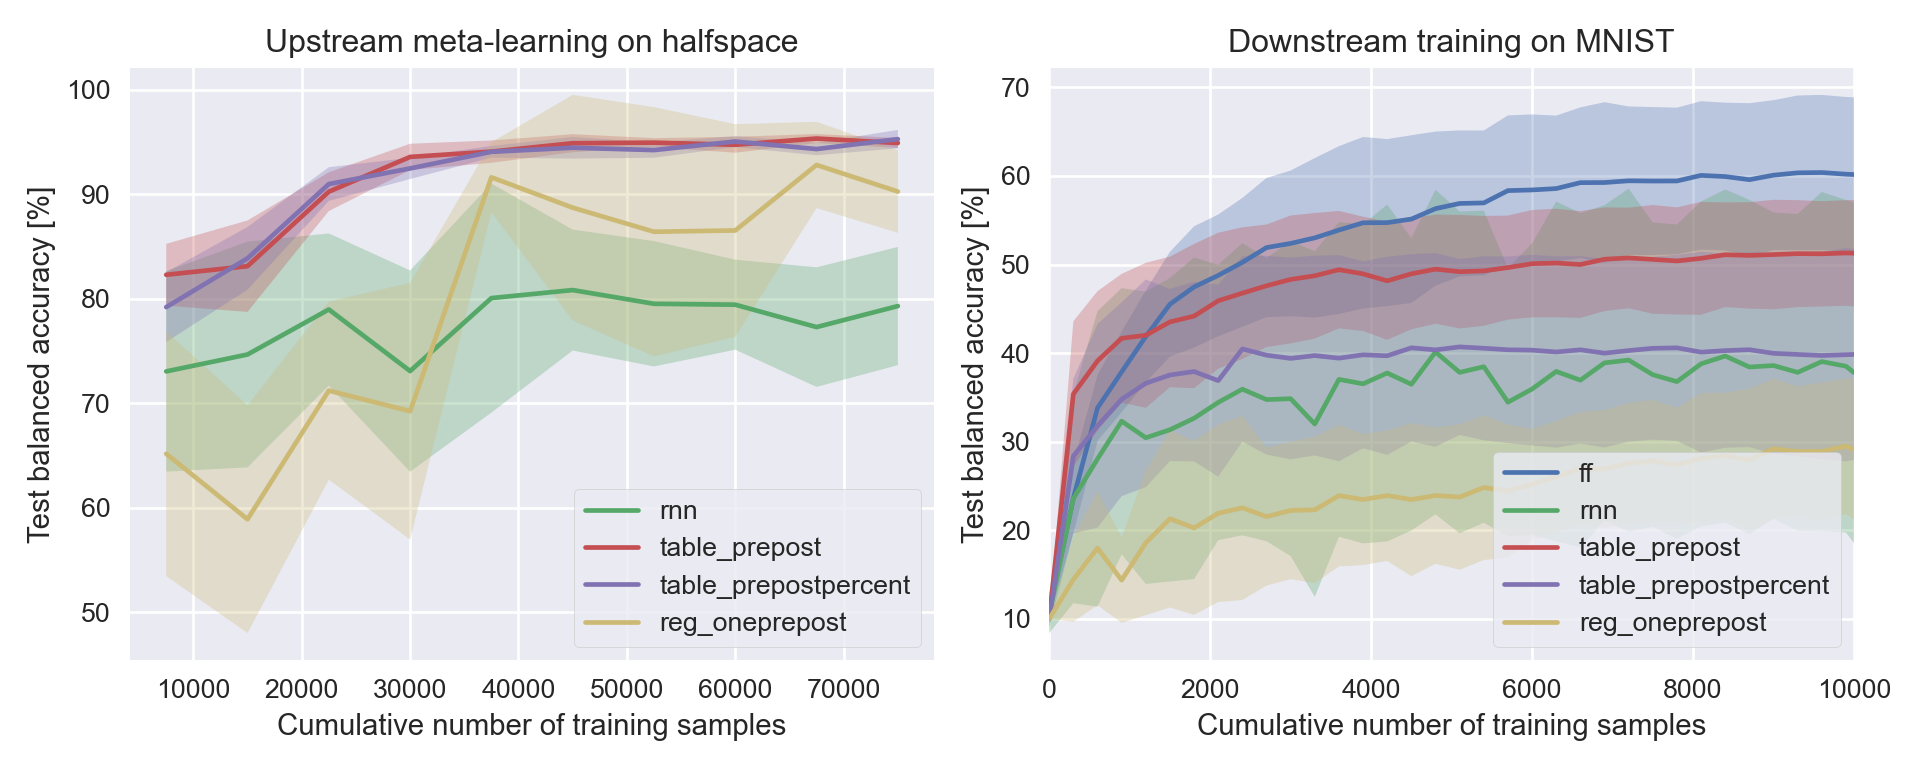 Upstream meta-learning on halfspace
Test balanced accuracy [%]
100
90
80
70
60
50
rnn
table_prepost
table_prepostpercent
reg_oneprepost
10000 20000 30000 40000 50000 60000 70000
Cumulative number of training samples
Downstream training on MNIST
Test balanced accuracy [%]
70
60
50
40
30
20
10
ff
rnn
table_prepost
table_prepostpercent
reg_oneprepost
0 2000 4000 6000 8000 10000
Cumulative number of training samples